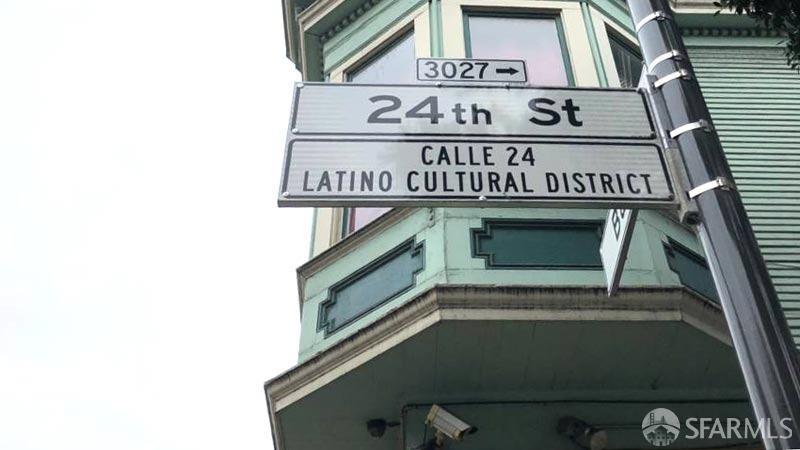 3027 →
24th St
CALLE 24
LATINO CULTURAL DISTRICT
SFARMLS